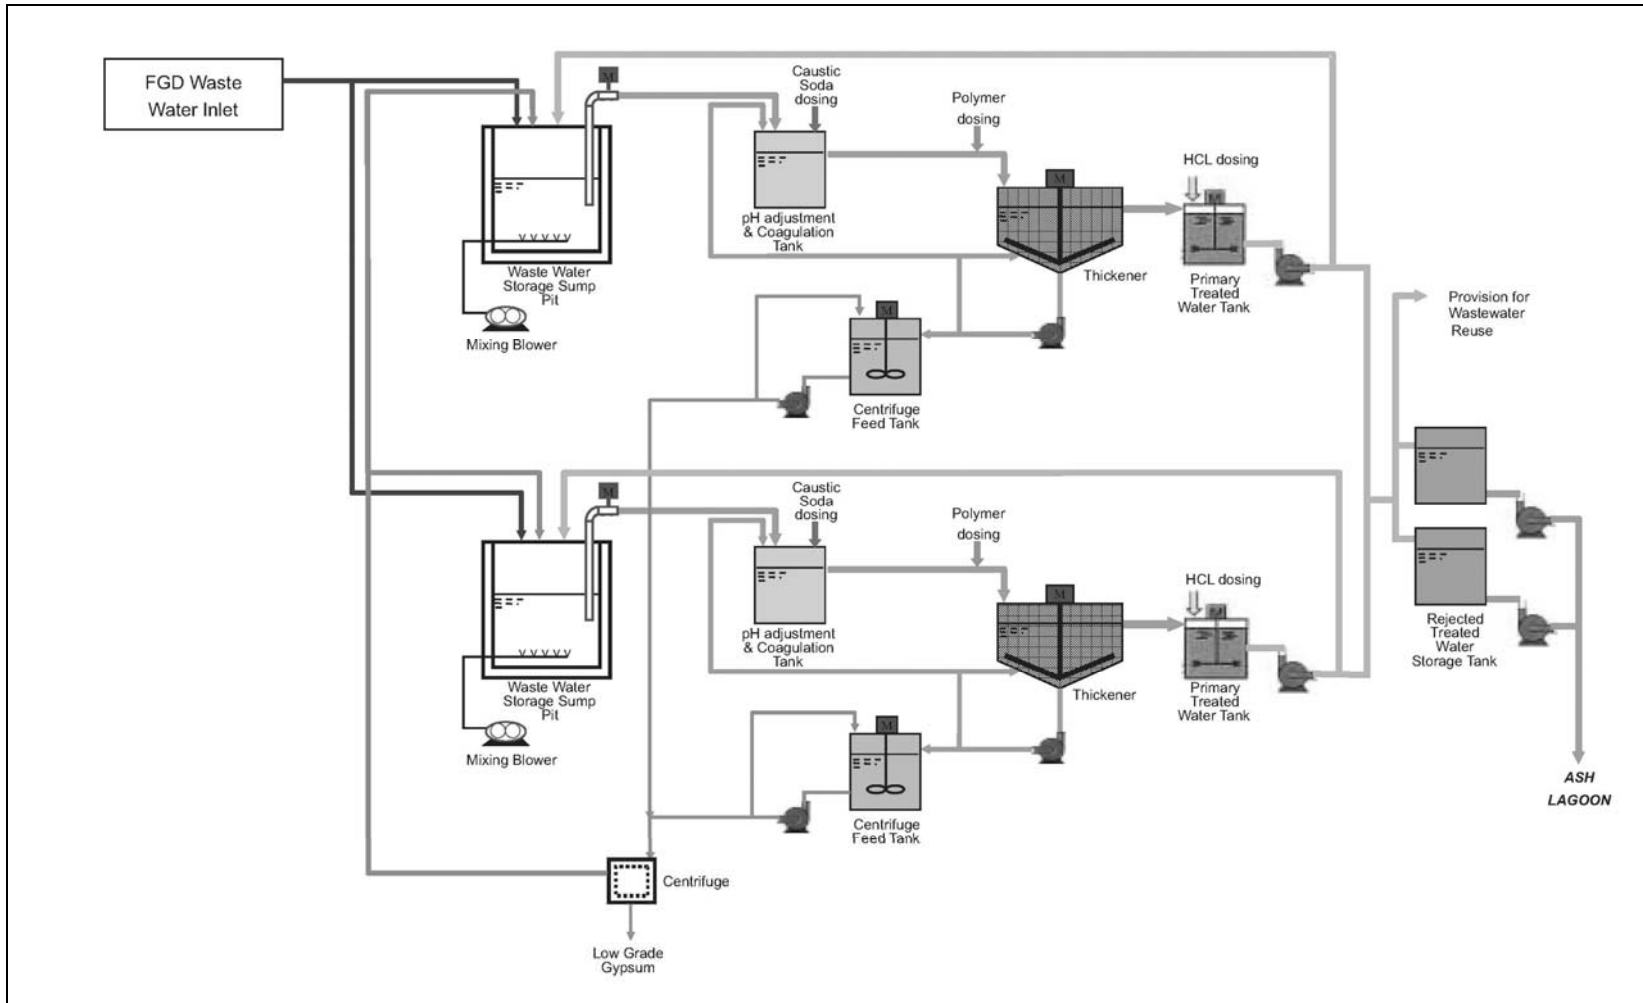 FGD Waste
Water Inlet
M
Caustic
Soda
dosing
Polymer
dosing
pH adjustment
& Coagulation
Tank
M
Thickener
HCL dosing
M
Primary
Treated
Water Tank
Waste Water
Storage Sump
Pit
Mixing Blower
M
Centrifuge
Feed Tank
Provision for
Wastewater
Reuse
M
Caustic
Soda
dosing
Polymer
dosing
pH adjustment
& Coagulation
Tank
M
Thickener
HCL dosing
M
Primary
Treated
Water Tank
Rejected
Treated
Water
Storage Tank
Waste Water
Storage Sump
Pit
Mixing Blower
M
Centrifuge
Feed Tank
ASH
LAGOON
Centrifuge
Low Grade
Gypsum